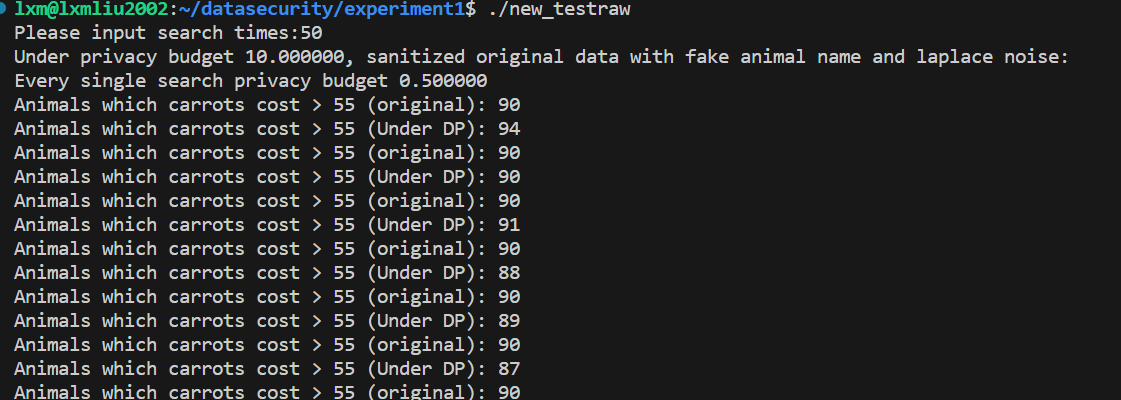 lxm@lxmliu2002:~/datasecurity/experiment1$ ./new_testraw
Please input search times:50
Under privacy budget 10.000000, sanitized original data with fake animal name and laplace noise:
Every single search privacy budget 0.500000
Animals which carrots cost > 55 (original): 90
Animals which carrots cost > 55 (Under DP): 94
Animals which carrots cost > 55 (original): 90
Animals which carrots cost > 55 (Under DP): 90
Animals which carrots cost > 55 (original): 90
Animals which carrots cost > 55 (Under DP): 91
Animals which carrots cost > 55 (original): 90
Animals which carrots cost > 55 (Under DP): 88
Animals which carrots cost > 55 (original): 90
Animals which carrots cost > 55 (Under DP): 89
Animals which carrots cost > 55 (original): 90
Animals which carrots cost > 55 (Under DP): 87
Animals which carrots cost > 55 (original): 90